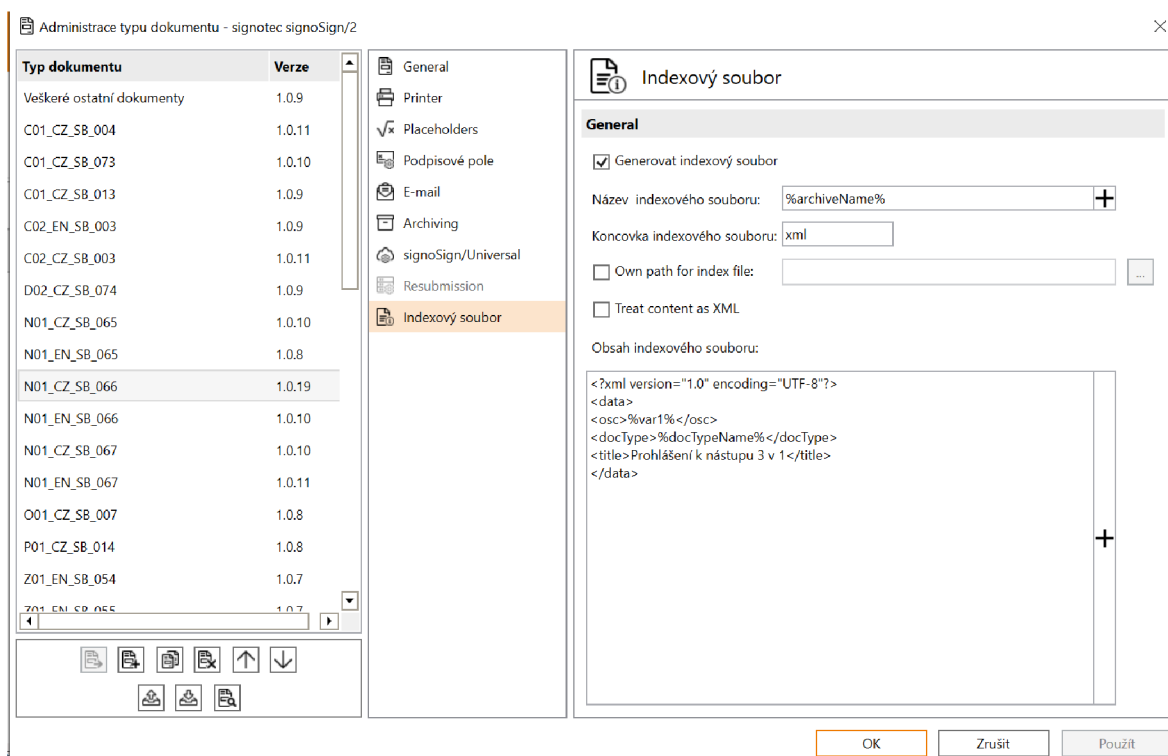 Administrace typu dokumentu - signotec signoSign/2
Typ dokumentu Verze
Veškeré ostatní dokumenty 1.0.9
C01_CZ_SB_004 1.0.11
C01_CZ_SB_073 1.0.10
C01_CZ_SB_013 1.0.9
C02_EN_SB_003 1.0.9
C02_CZ_SB_003 1.0.11
D02_CZ_SB_074 1.0.9
N01_CZ_SB_065 1.0.10
N01_EN_SB_065 1.0.8
N01_CZ_SB_066 1.0.19
N01_EN_SB_066 1.0.10
N01_CZ_SB_067 1.0.10
N01_EN_SB_067 1.0.11
O01_CZ_SB_007 1.0.8
P01_CZ_SB_014 1.0.8
Z01_EN_SB_054 1.0.7
Z01_EN_SB_055 1.0.7
General
Printer
Placeholders
Podpisové pole
E-mail
Archiving
signoSign/Universal
Resubmission
Indexový soubor
Indexový soubor
General
Generovat indexový soubor
Název indexového souboru: %archiveName%
Koncovka indexového souboru: xml
Own path for index file: ...
Treat content as XML
Obsah indexového souboru:
<?xml version="1.0" encoding="UTF-8"?>
<data>
<osc>%var1%</osc>
<docType>%docTypeName%</docType>
<title>Prohlášení k nástupu 3 v 1</title>
</data>
OK Zrušit Použít